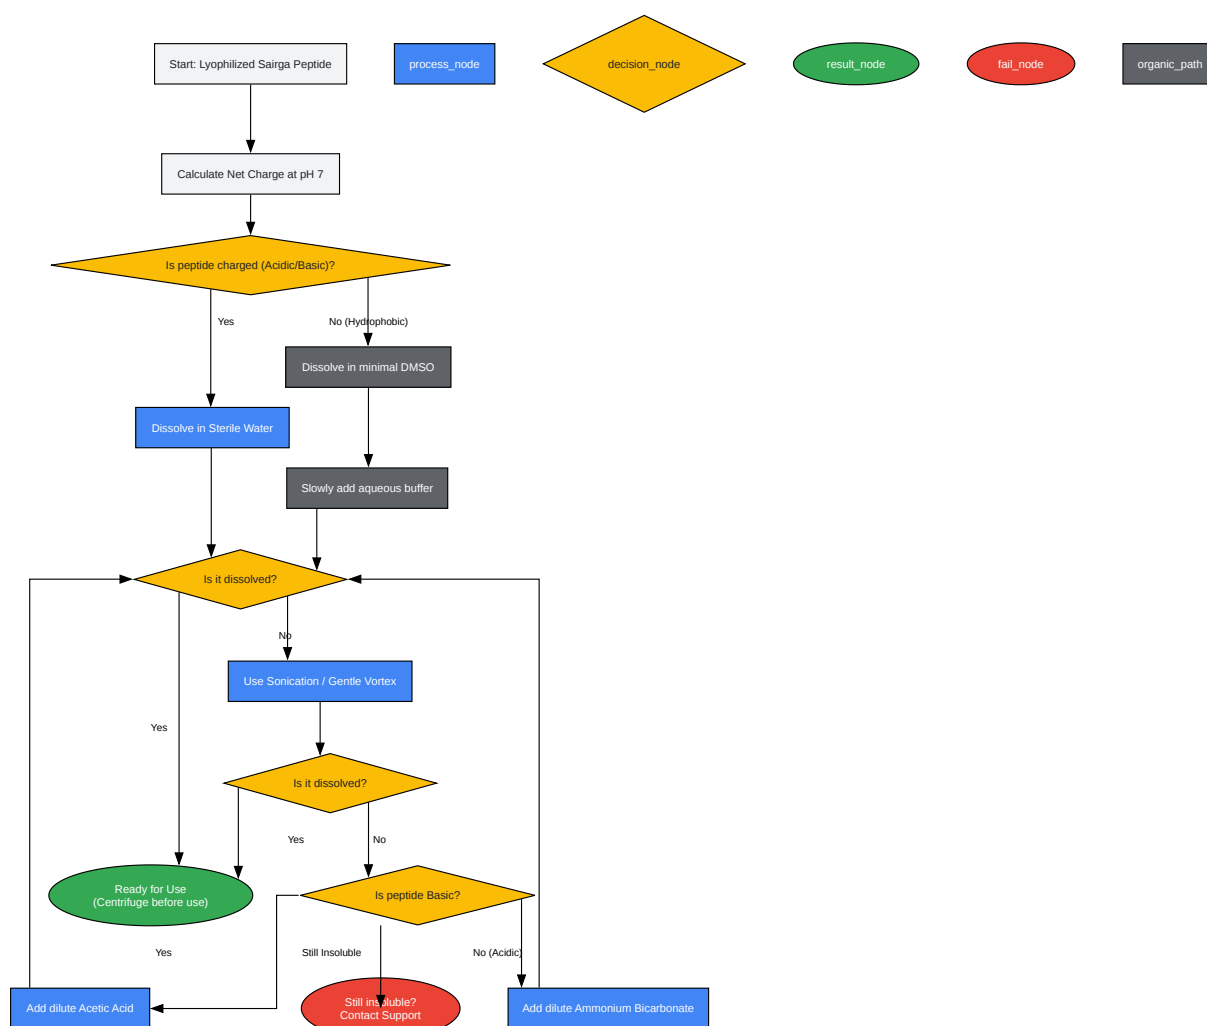 Start: Lyophilized Sairga Peptide
process_node
decision_node
result_node
fail_node
organic_path
Calculate Net Charge at pH 7
Is peptide charged (Acidic/Basic)?
Yes
No (Hydrophobic)
Dissolve in minimal DMSO
Dissolve in Sterile Water
Slowly add aqueous buffer
Is it dissolved?
No
Use Sonication / Gentle Vortex
Yes
Is it dissolved?
Yes
No
Ready for Use
(Centrifuge before use)
Is peptide Basic?
Yes
Still Insoluble
No (Acidic)
Add dilute Acetic Acid
Still insoluble?
Contact Support
Add dilute Ammonium Bicarbonate